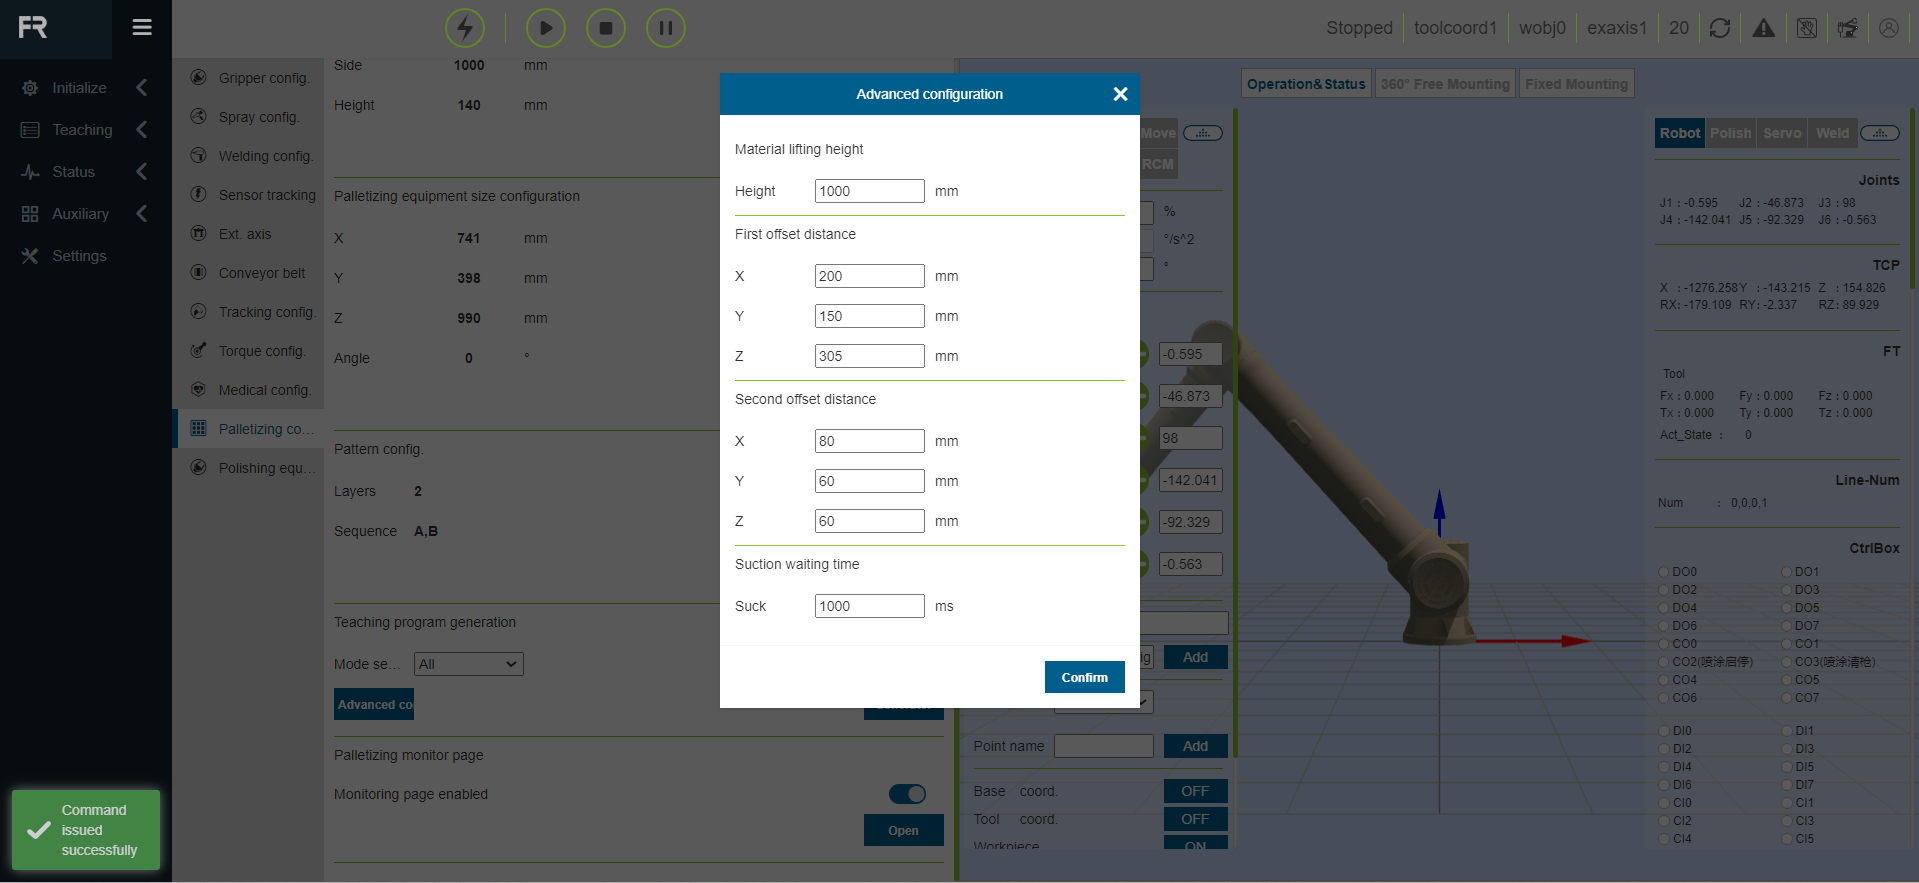 FR
Stopped
toolcoord1
wobj0
exaxis1
20
Initialize
Teaching
Status
Auxiliary
Settings
Gripper config.
Spray config.
Welding config.
Sensor tracking
Ext. axis
Conveyor belt
Tracking config.
Torque config.
Medical config.
Palletizing co...
Polishing equ...
Side 1000 mm
Height 140 mm
Palletizing equipment size configuration
X 741 mm
Y 398 mm
Z 990 mm
Angle 0 °
Pattern config.
Layers 2
Sequence A,B
Teaching program generation
Mode se... All
Advanced co
Palletizing monitor page
Monitoring page enabled
Open
Advanced configuration
Material lifting height
Height 1000 mm
First offset distance
X 200 mm
Y 150 mm
Z 305 mm
Second offset distance
X 80 mm
Y 60 mm
Z 60 mm
Suction waiting time
Suck 1000 ms
Confirm
Move
RCM
%
°/s^2
°
-0.595
-46.873
98
-142.041
-92.329
-0.563
ig Add
Point name Add
Base coord. OFF
Tool coord. OFF
Workpiece ON
Operation&Status 360° Free Mounting Fixed Mounting
Robot Polish Servo Weld
Joints
J1 : -0.595 J2 : -46.873 J3 : 98
J4 : -142.041 J5 : -92.329 J6 : -0.563
TCP
X : -1276.258 Y : -143.215 Z : 154.826
RX: -179.109 RY: -2.337 RZ: 89.929
FT
Tool
Fx : 0.000 Fy : 0.000 Fz : 0.000
Tx : 0.000 Ty : 0.000 Tz : 0.000
Act_State : 0
Line-Num
Num : 0,0,0,1
CtrlBox
DO0 DO1
DO2 DO3
DO4 DO5
DO6 DO7
CO0 CO1
CO2(喷涂启停) CO3(喷涂清枪)
CO4 CO5
CO6 CO7
DI0 DI1
DI2 DI3
DI4 DI5
DI6 DI7
CI0 CI1
CI2 CI3
CI4 CI5
Command
issued
successfully